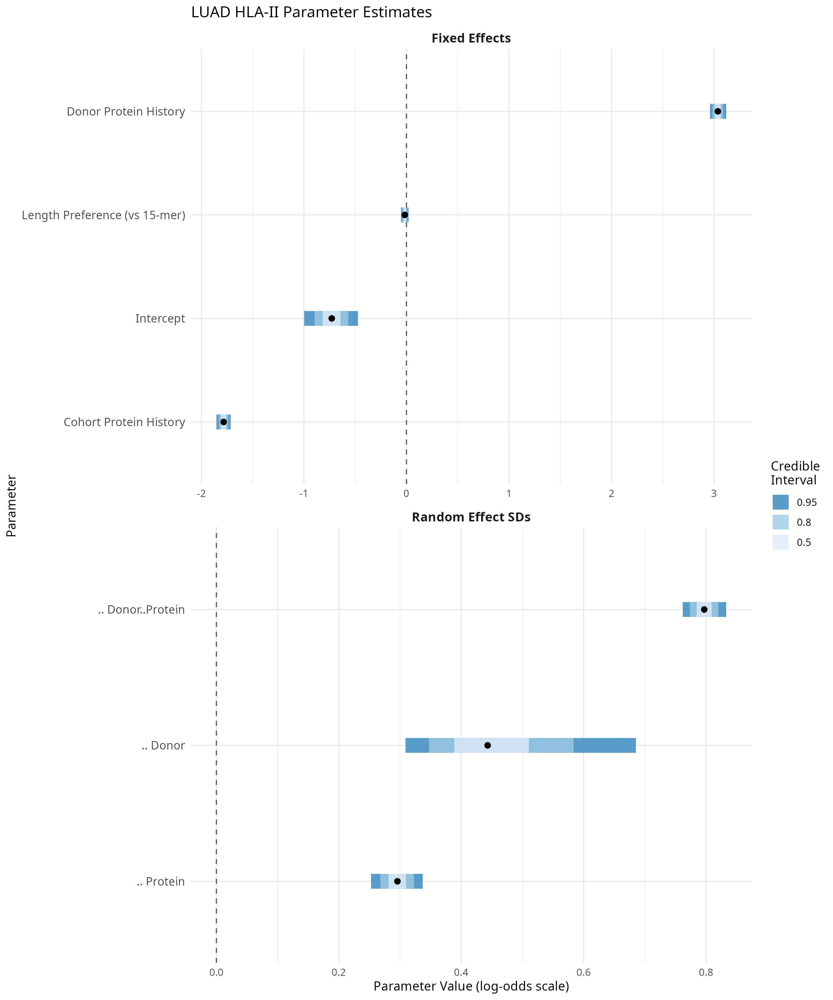 LUAD HLA-II Parameter Estimates
Fixed Effects
Donor Protein History
Length Preference (vs 15-mer)
Intercept
Cohort Protein History
-2 -1 0 1 2 3
Random Effect SDs
.. Donor..Protein
.. Donor
.. Protein
0.0 0.2 0.4 0.6 0.8
Parameter Value (log-odds scale)
Parameter
Credible
Interval
0.95
0.8
0.5